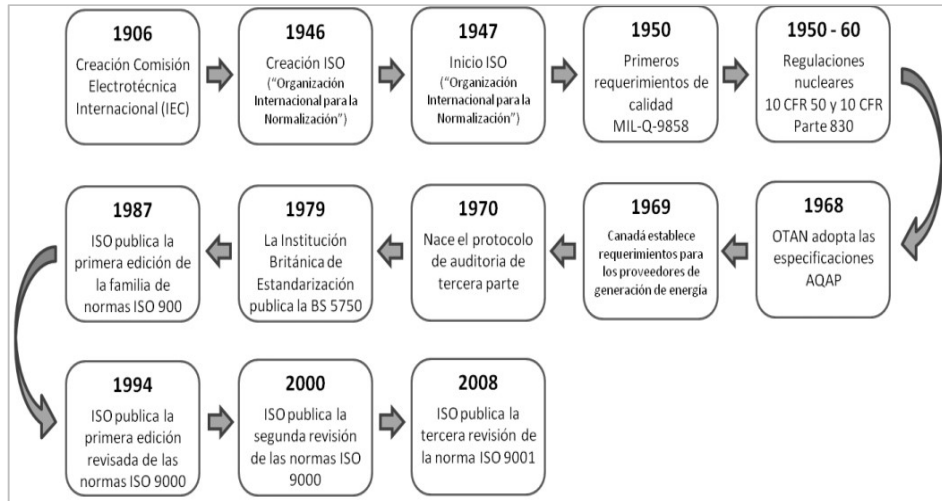 1906
Creación Comisión
Electrotécnica
Internacional (IEC)
1946
Creación ISO
("Organización
Internacional para la
Normalización")
1947
Inicio ISO
("Organización
Internacional para la
Normalización")
1950
Primeros
requerimientos de
calidad
MIL-Q-9858
1950 - 60
Regulaciones
nucleares
10 CFR 50 y 10 CFR
Parte 830
1968
OTAN adopta las
especificaciones
AQAP
1969
Canadá establece
requerimientos para
los proveedores de
generación de energía
1970
Nace el protocolo
de auditoria de
tercera parte
1979
La Institución
Británica de
Estandarización
publica la BS 5750
1987
ISO publica la
primera edición de
la familia de
normas ISO 900
1994
ISO publica la
primera edición
revisada de las
normas ISO 9000
2000
ISO publica la
segunda revisión
de las normas ISO
9000
2008
ISO publica la
tercera revisión de
la norma ISO 9001